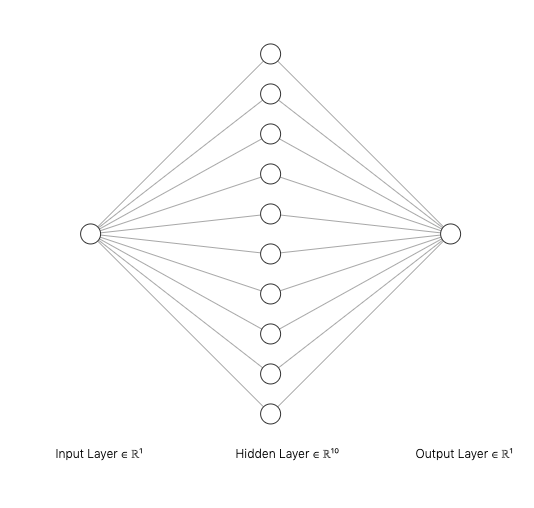 Input Layer ∈ ℝ¹
Hidden Layer ∈ ℝ¹⁰
Output Layer ∈ ℝ¹